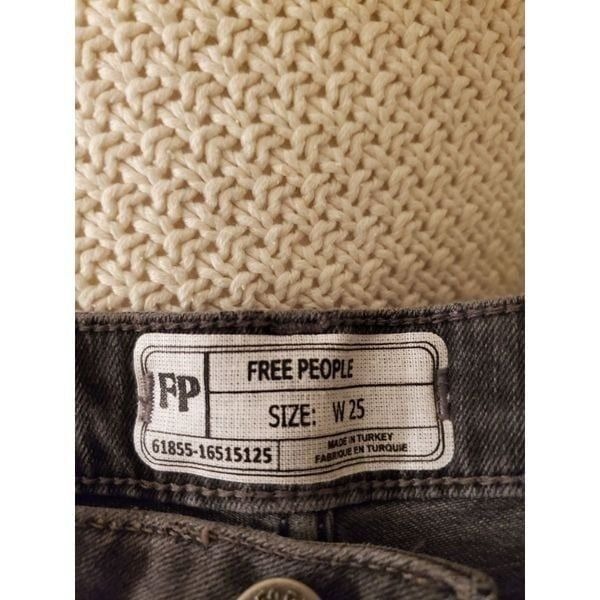 FP
FREE PEOPLE
SIZE: W 25
61855-16515125
MADE IN TURKEY
FABRIQUE EN TURQUIE